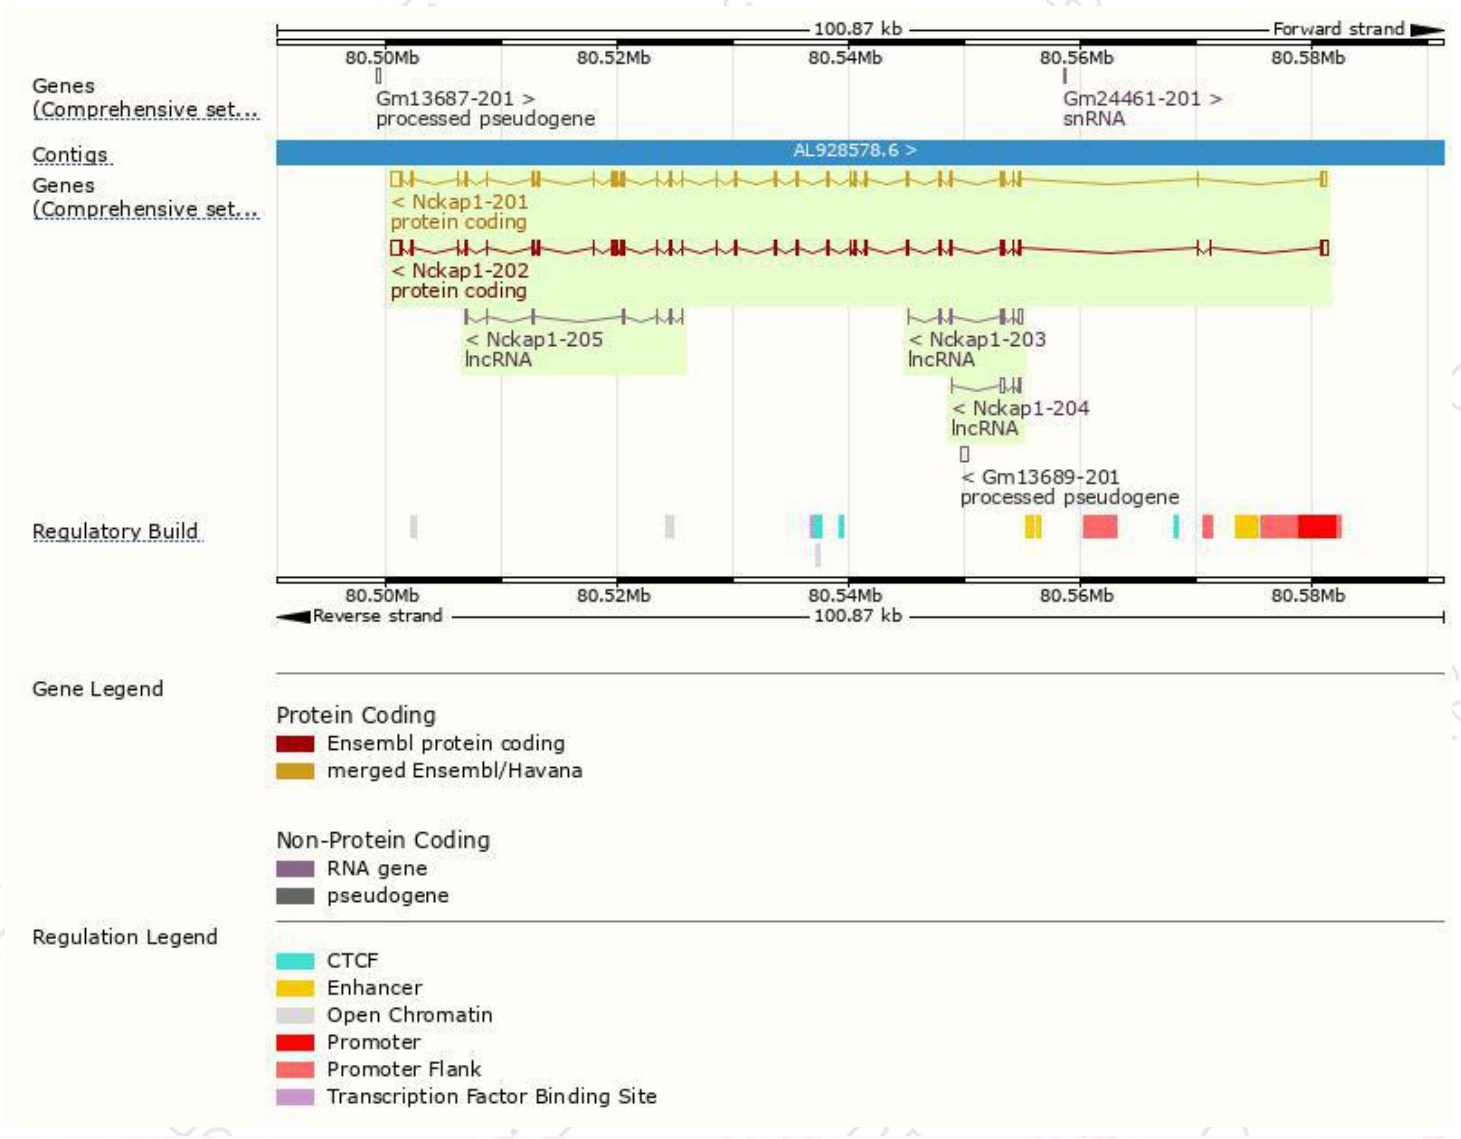 100.87 kb
Forward strand
80.50Mb 80.52Mb 80.54Mb 80.56Mb 80.58Mb
Genes
(Comprehensive set...
Gm13687-201 >
processed pseudogene
Gm24461-201 >
snRNA
Contigs
AL928578.6 >
Genes
(Comprehensive set...
< Nckap1-201
protein coding
< Nckap1-202
protein coding
< Nckap1-205
lncRNA
< Nckap1-203
lncRNA
< Nckap1-204
lncRNA
< Gm13689-201
processed pseudogene
Regulatory Build
80.50Mb 80.52Mb 80.54Mb 80.56Mb 80.58Mb
Reverse strand
100.87 kb
Gene Legend
Protein Coding
Ensembl protein coding
merged Ensembl/Havana
Non-Protein Coding
RNA gene
pseudogene
Regulation Legend
CTCF
Enhancer
Open Chromatin
Promoter
Promoter Flank
Transcription Factor Binding Site